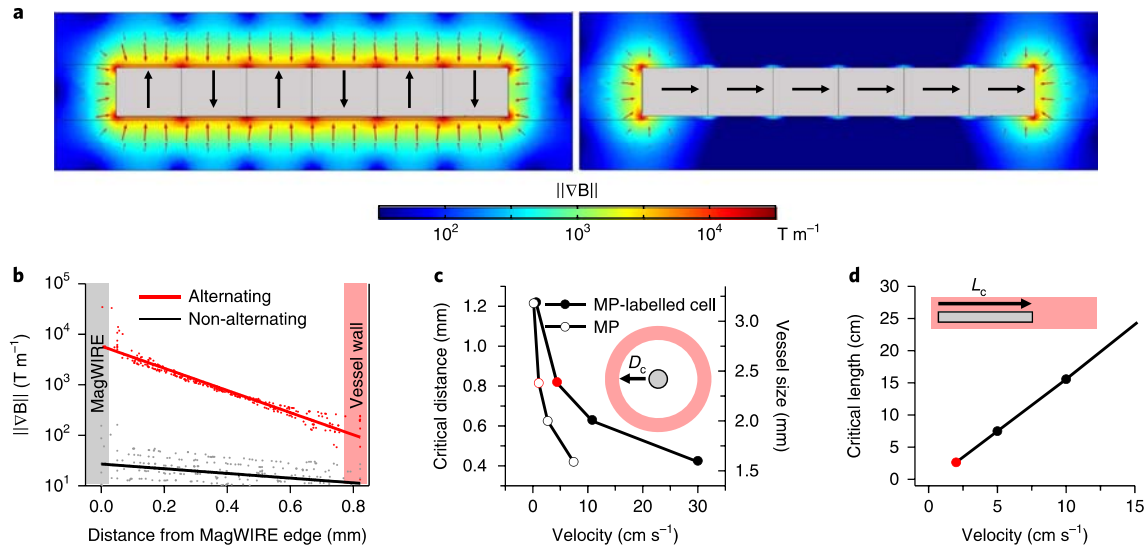 a
||∇B||
10² 10³ 10⁴ T m⁻¹
b
||∇B|| (T m⁻¹)
10⁵
10⁴
10³
10²
10¹
Alternating
Non-alternating
MagWIRE
Vessel wall
0.0 0.2 0.4 0.6 0.8
Distance from MagWIRE edge (mm)
c
Critical distance (mm)
1.2
1.0
0.8
0.6
0.4
MP-labelled cell
MP
D꜀
3.0
2.5
2.0
1.5
Vessel size (mm)
0 10 20 30
Velocity (cm s⁻¹)
d
Critical length (cm)
30
25
20
15
10
5
0
L꜀
0 5 10 15
Velocity (cm s⁻¹)